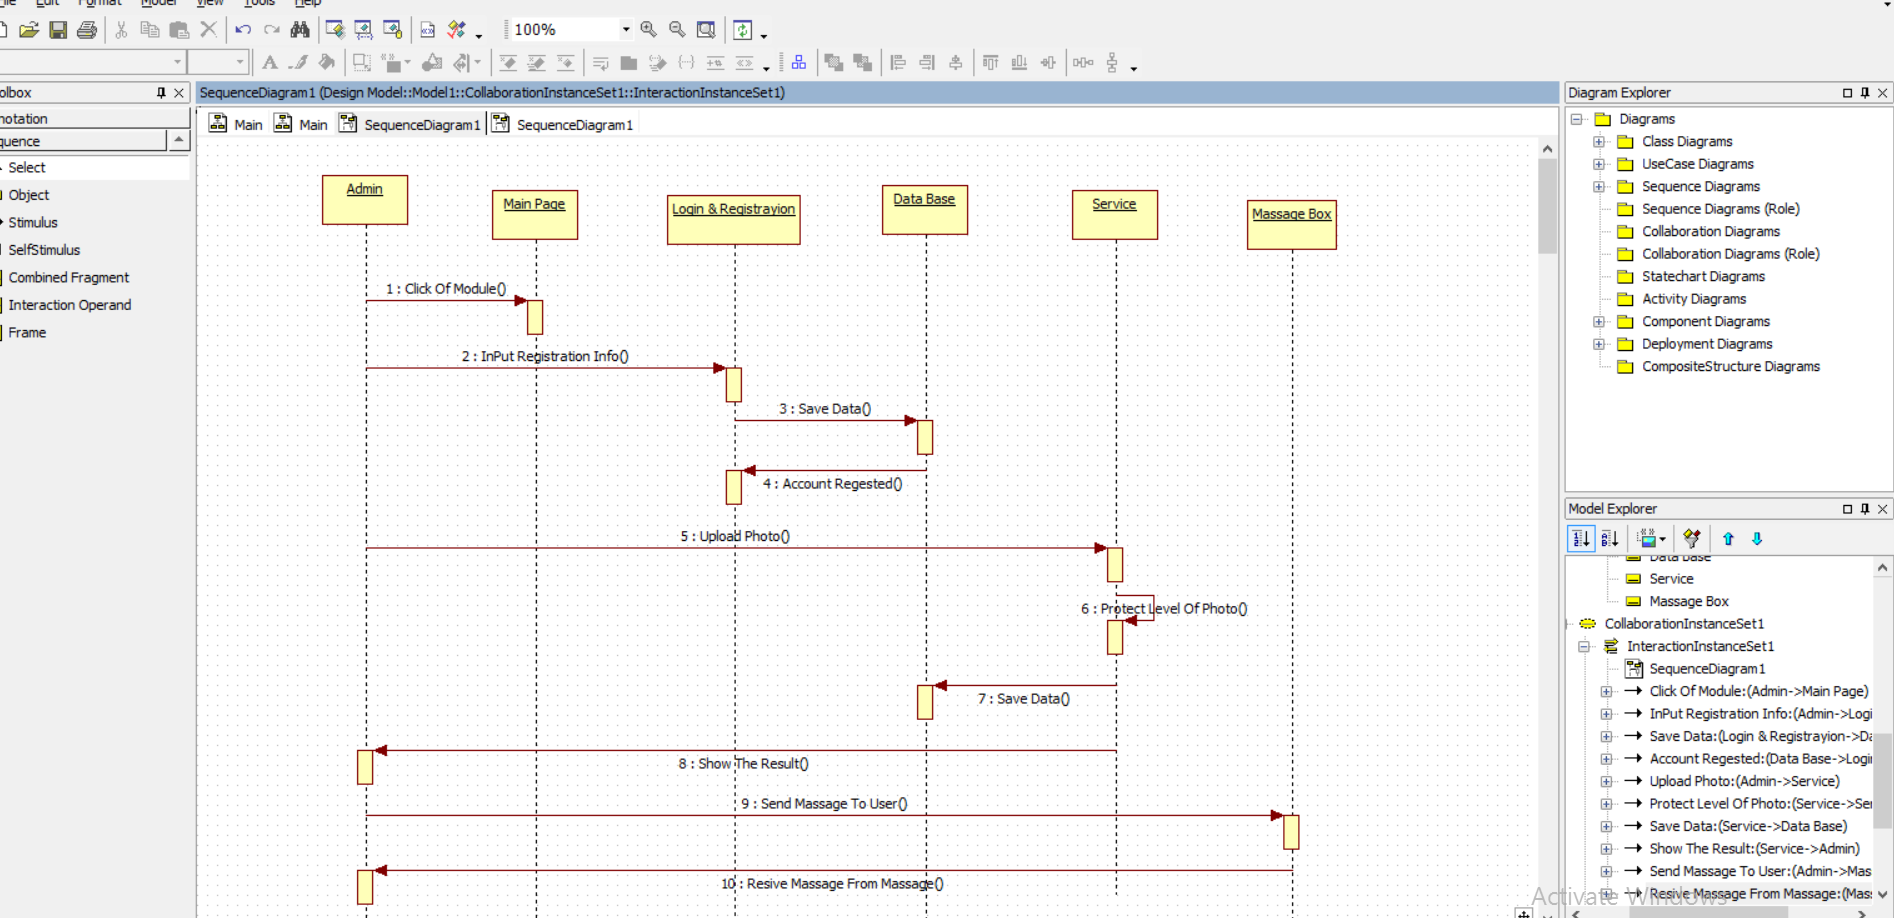 Edit Format Model View Tools Help
100%
olbox
notation
quence
Select
Object
Stimulus
SelfStimulus
Combined Fragment
Interaction Operand
Frame
SequenceDiagram1 (Design Model::Model1::CollaborationInstanceSet1::InteractionInstanceSet1)
Main Main SequenceDiagram1 SequenceDiagram1
Admin
Main Page
Login & Registrayion
Data Base
Service
Massage Box
1 : Click Of Module()
2 : InPut Registration Info()
3 : Save Data()
4 : Account Regested()
5 : Upload Photo()
6 : Protect Level Of Photo()
7 : Save Data()
8 : Show The Result()
9 : Send Massage To User()
10 : Resive Massage From Massage()
Diagram Explorer
Diagrams
Class Diagrams
UseCase Diagrams
Sequence Diagrams
Sequence Diagrams (Role)
Collaboration Diagrams
Collaboration Diagrams (Role)
Statechart Diagrams
Activity Diagrams
Component Diagrams
Deployment Diagrams
CompositeStructure Diagrams
Model Explorer
Data Base
Service
Massage Box
CollaborationInstanceSet1
InteractionInstanceSet1
SequenceDiagram1
Click Of Module:(Admin->Main Page)
InPut Registration Info:(Admin->Logi
Save Data:(Login & Registrayion->Da
Account Regested:(Data Base->Logi
Upload Photo:(Admin->Service)
Protect Level Of Photo:(Service->Ser
Save Data:(Service->Data Base)
Show The Result:(Service->Admin)
Send Massage To User:(Admin->Mas
Resive Massage From Massage:(Mas
Activate Windows